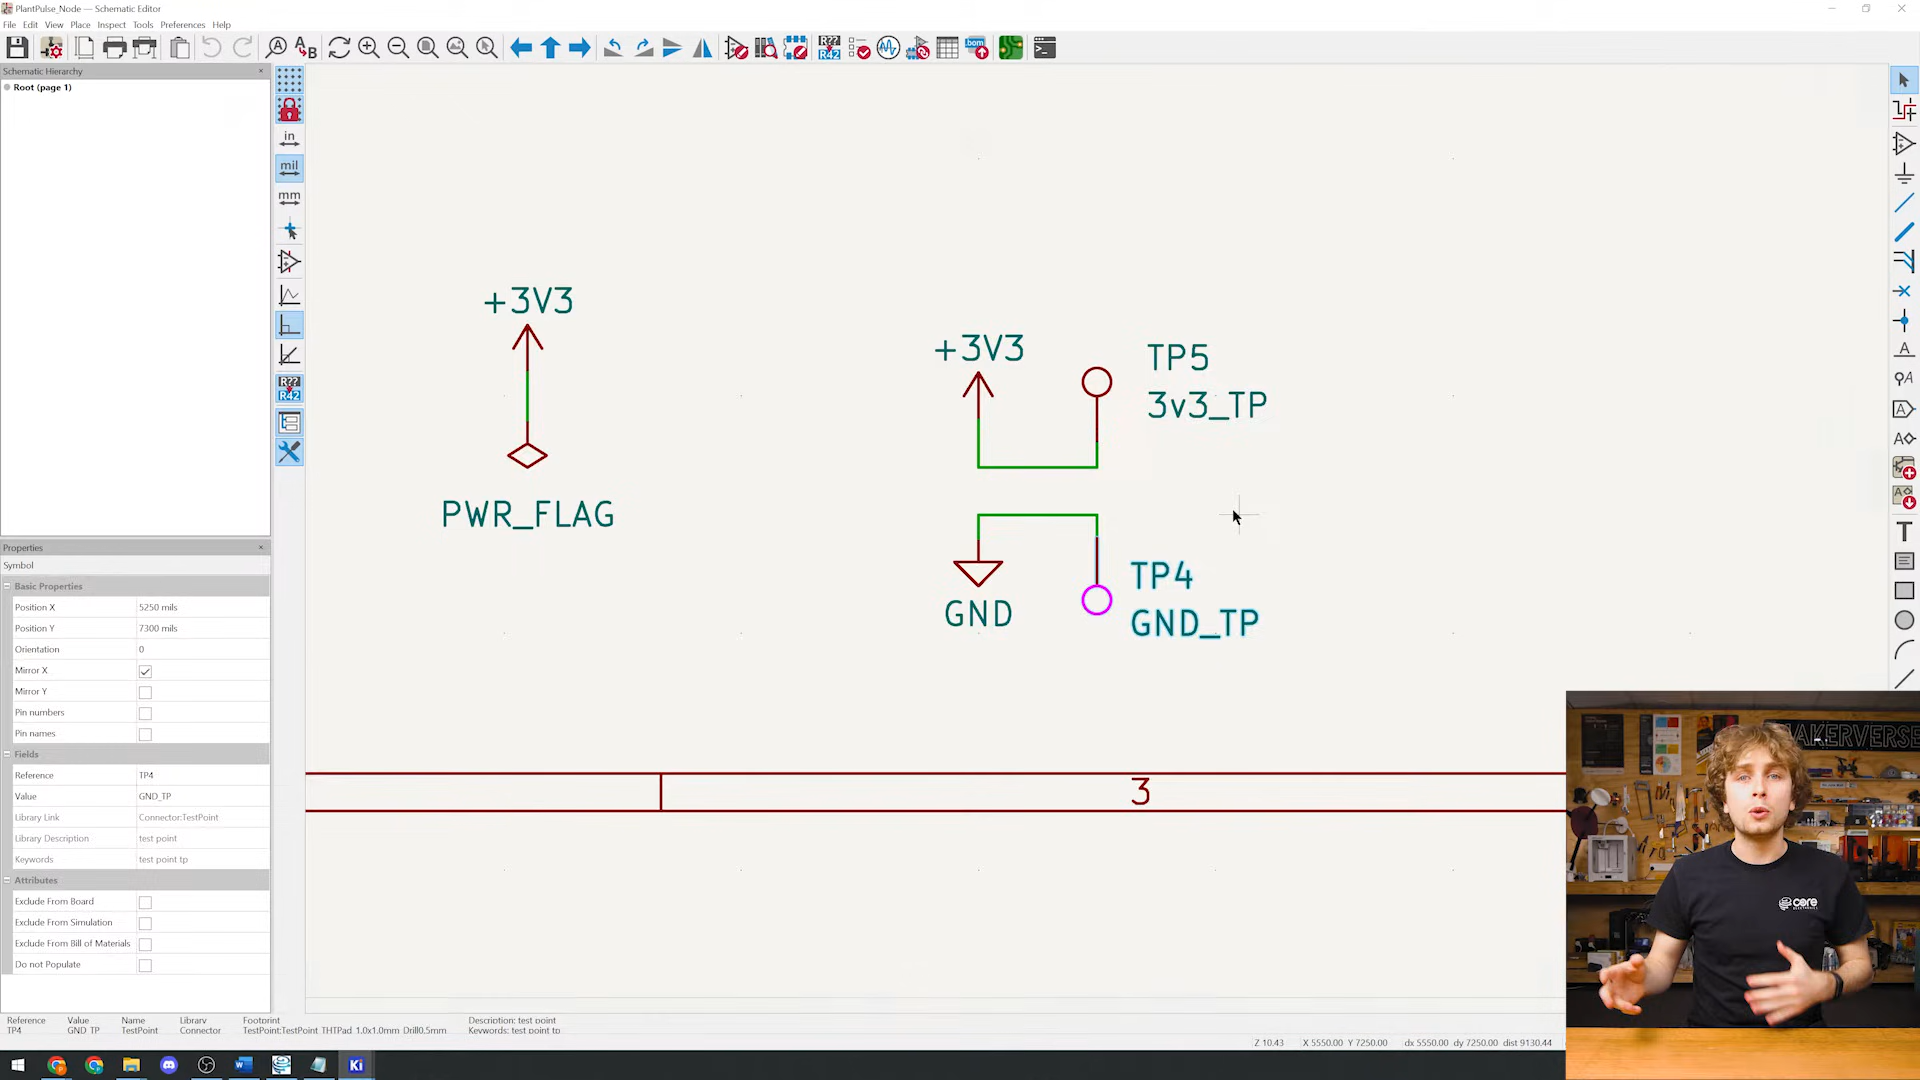 PlantPulse_Node — Schematic Editor
File Edit View Place Inspect Tools Preferences Help
Schematic Hierarchy
Root (page 1)
in
mil
mm
R??
R42
+3V3
PWR_FLAG
+3V3
TP5
3v3_TP
GND
TP4
GND_TP
3
Properties
Symbol
Basic Properties
Position X 5250 mils
Position Y 7300 mils
Orientation 0
Mirror X
Mirror Y
Pin numbers
Pin names
Fields
Reference TP4
Value GND_TP
Library Link Connector:TestPoint
Library Description test point
Keywords test point tp
Attributes
Exclude From Board
Exclude From Simulation
Exclude From Bill of Materials
Do not Populate
Reference Value Name Library Footprint Description: test point
TP4 GND_TP TestPoint Connector TestPoint:TestPoint_THTPad_1.0x1.0mm_Drill0.5mm Keywords: test point tp
Z 10.43 X 5550.00 Y 7250.00 dx 5550.00 dy 7250.00 dist 9130.44
MAKERVERSE
core
ELECTRONICS
Ki